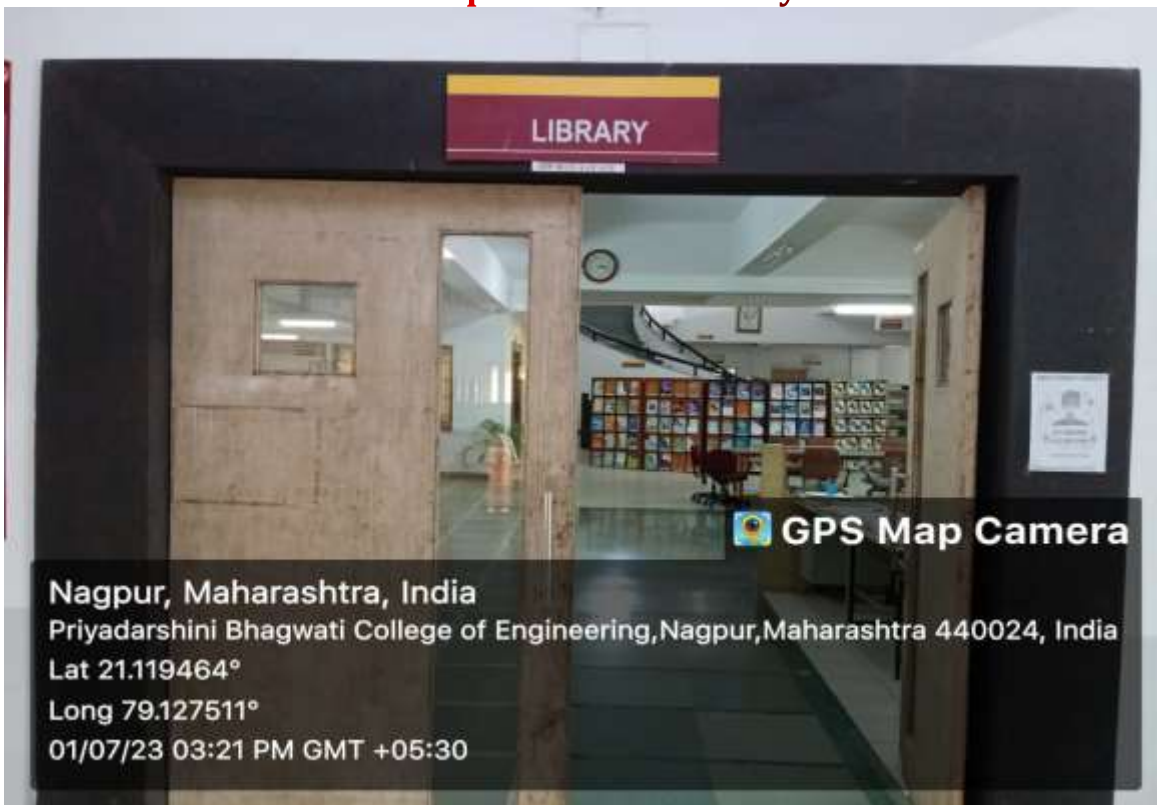 LIBRARY
GPS Map Camera
Nagpur, Maharashtra, India
Priyadarshini Bhagwati College of Engineering,Nagpur,Maharashtra 440024, India
Lat 21.119464°
Long 79.127511°
01/07/23 03:21 PM GMT +05:30